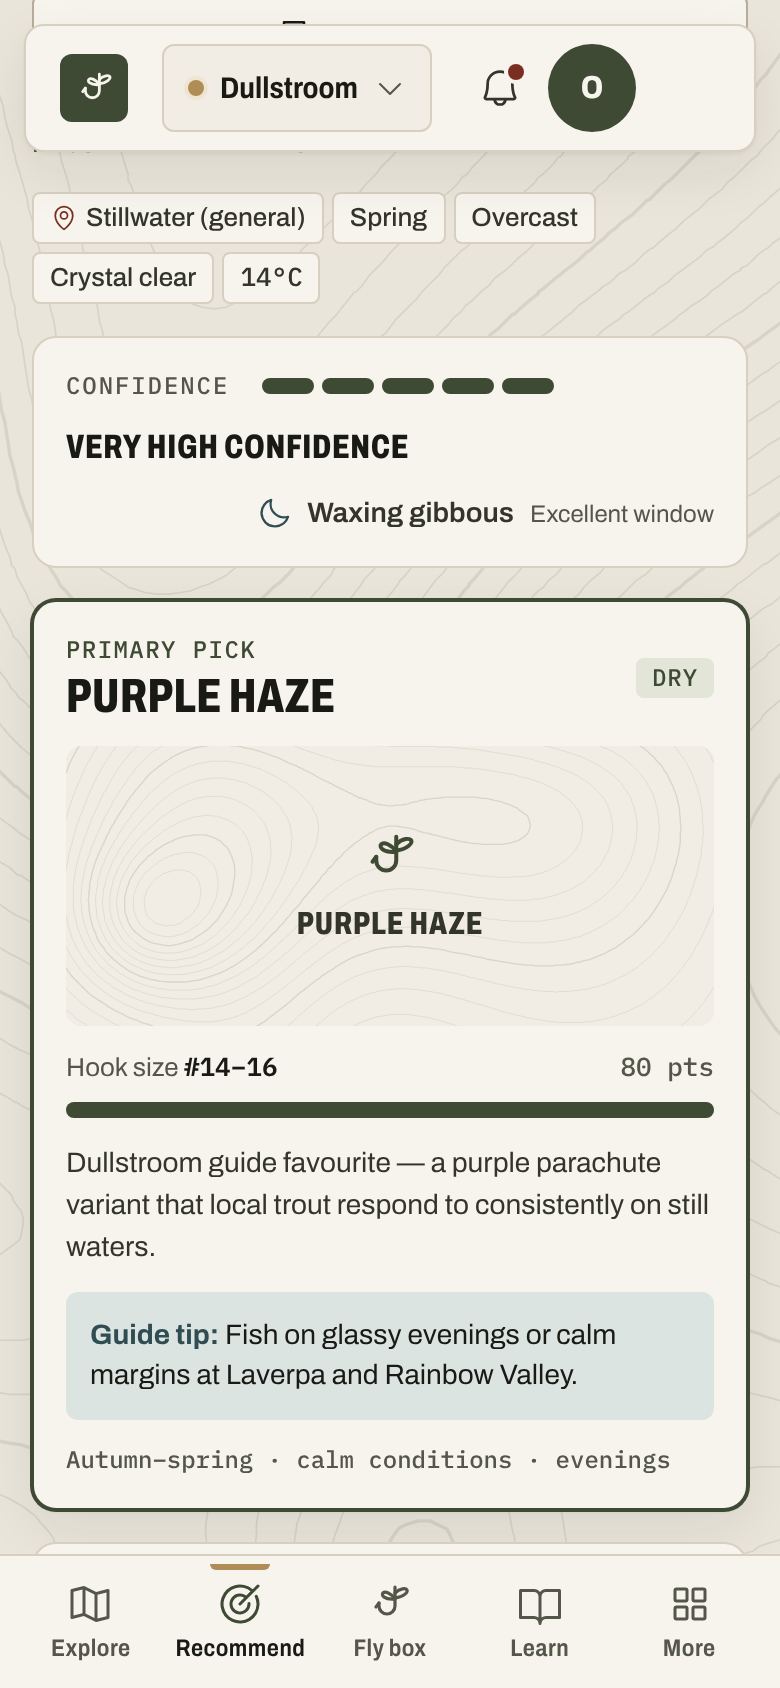 Dullstroom
O
Stillwater (general)
Spring
Overcast
Crystal clear
14°C
CONFIDENCE
VERY HIGH CONFIDENCE
Waxing gibbous Excellent window
PRIMARY PICK
PURPLE HAZE
DRY
PURPLE HAZE
Hook size #14–16
80 pts
Dullstroom guide favourite — a purple parachute
variant that local trout respond to consistently on still
waters.
Guide tip: Fish on glassy evenings or calm
margins at Laverpa and Rainbow Valley.
Autumn–spring · calm conditions · evenings
Explore
Recommend
Fly box
Learn
More